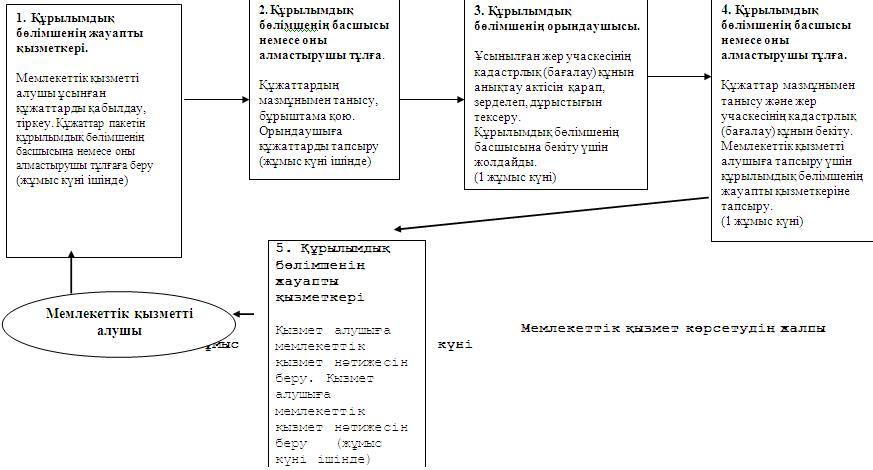 1. Құрылымдық
бөлімшенің жауапты
қызметкері.
Мемлекеттік қызметті
алушы ұсынған
құжаттарды қабылдау,
тіркеу. Құжаттар пакетін
құрылымдық бөлімшенің
басшысына немесе оны
алмастырушы тұлғаға беру
(жұмыс күні ішінде)
2. Құрылымдық
бөлімшенің басшысы
немесе оны
алмастырушы тұлға.
Құжаттардың
мазмұнымен танысу,
бұрыштама қою.
Орындаушыға
құжаттарды тапсыру
(жұмыс күні ішінде)
3. Құрылымдық
бөлімшенің орындаушысы.
Ұсынылған жер учаскесінің
кадастрлық (бағалау) құнын
анықтау актісін қарап,
зерделеп, дұрыстығын
тексеру.
Құрылымдық бөлімшенің
басшысына бекіту үшін
жолдайды.
(1 жұмыс күні)
4. Құрылымдық
бөлімшенің басшысы
немесе оны
алмастырушы тұлға.
Құжаттар мазмұнымен
танысу және жер
учаскесінің кадастрлық
(бағалау) құнын бекіту.
Мемлекеттік қызметті
алушыға тапсыру үшін
құрылымдық бөлімшенің
жауапты қызметкеріне
тапсыру.
(1 жұмыс күні)
5. Құрылымдық
бөлімшенің
жауапты
қызметкері
Қызмет алушыға
мемлекеттік
қызмет нәтижесін
беру. Қызмет
алушыға
мемлекеттік
қызмет нәтижесін
беру (жұмыс
күні ішінде)
Мемлекеттік қызметті
алушы
Мемлекеттік қызмет көрсетудің жалпы
күні